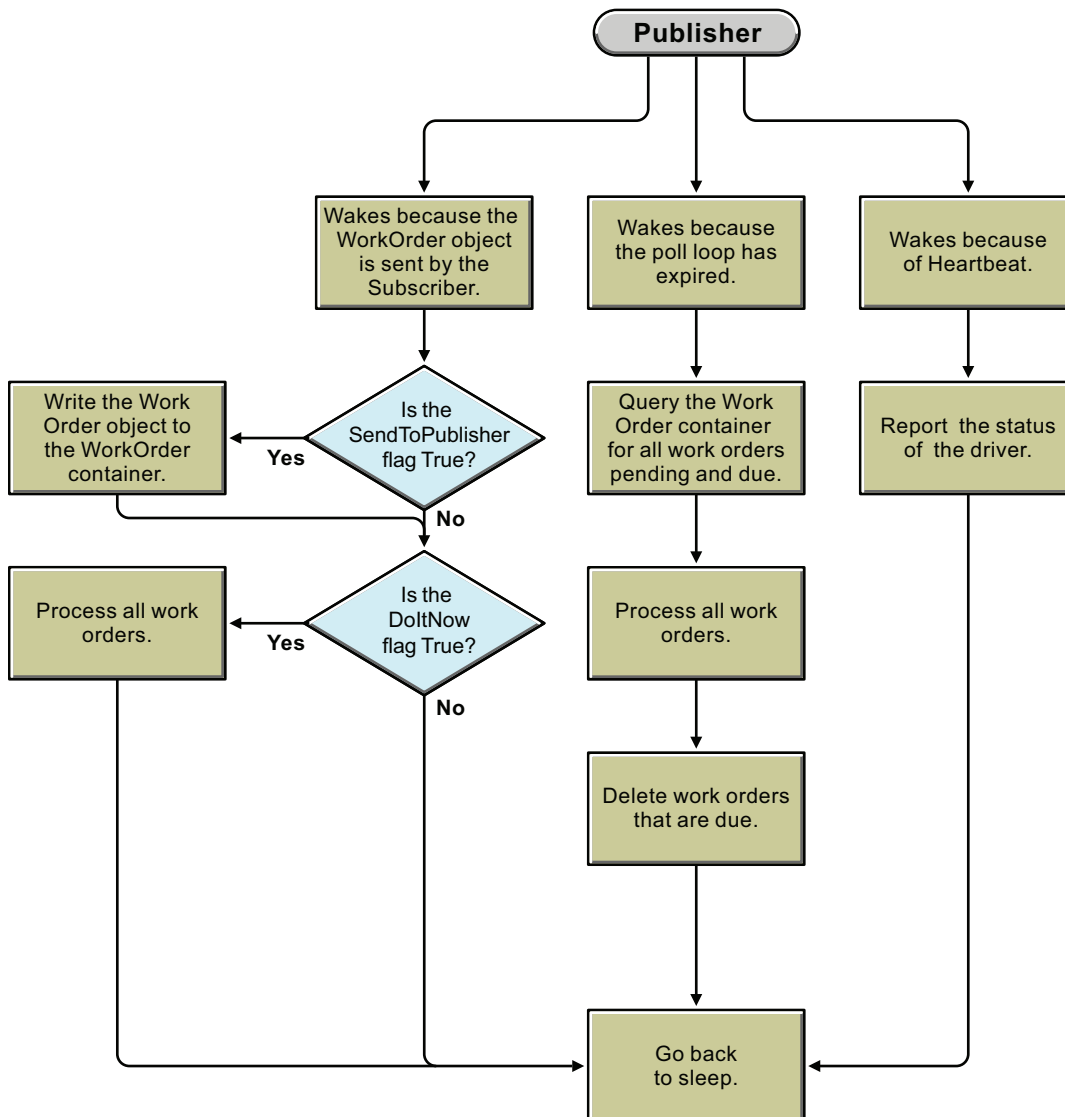 Publisher
Wakes because the
WorkOrder object
is sent by the
Subscriber.
Wakes because
the poll loop has
expired.
Wakes because
of Heartbeat.
Write the Work
Order object to
the WorkOrder
container.
Yes
Is the
SendToPublisher
flag True?
No
Query the Work
Order container
for all work orders
pending and due.
Report the status
of the driver.
Process all work
orders.
Yes
Is the
DoItNow
flag True?
No
Process all work
orders.
Delete work orders
that are due.
Go back
to sleep.